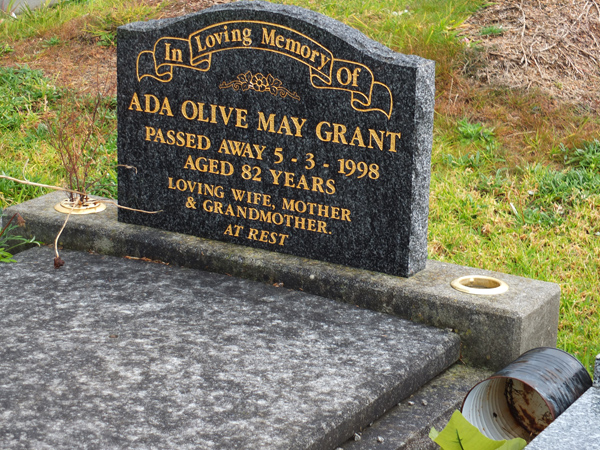 In Loving Memory Of
ADA OLIVE MAY GRANT
PASSED AWAY 5 - 3 - 1998
AGED 82 YEARS
LOVING WIFE, MOTHER
& GRANDMOTHER.
AT REST